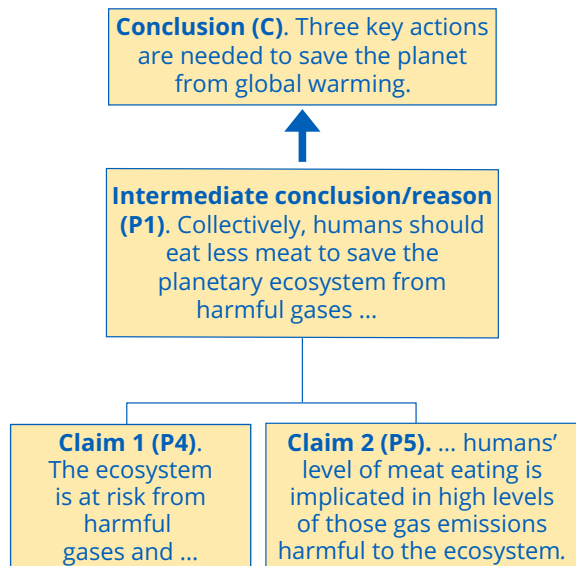 Conclusion (C). Three key actions
are needed to save the planet
from global warming.
Intermediate conclusion/reason
(P1). Collectively, humans should
eat less meat to save the
planetary ecosystem from
harmful gases ...
Claim 1 (P4).
The ecosystem
is at risk from
harmful
gases and ...
Claim 2 (P5). ... humans’
level of meat eating is
implicated in high levels
of those gas emissions
harmful to the ecosystem.